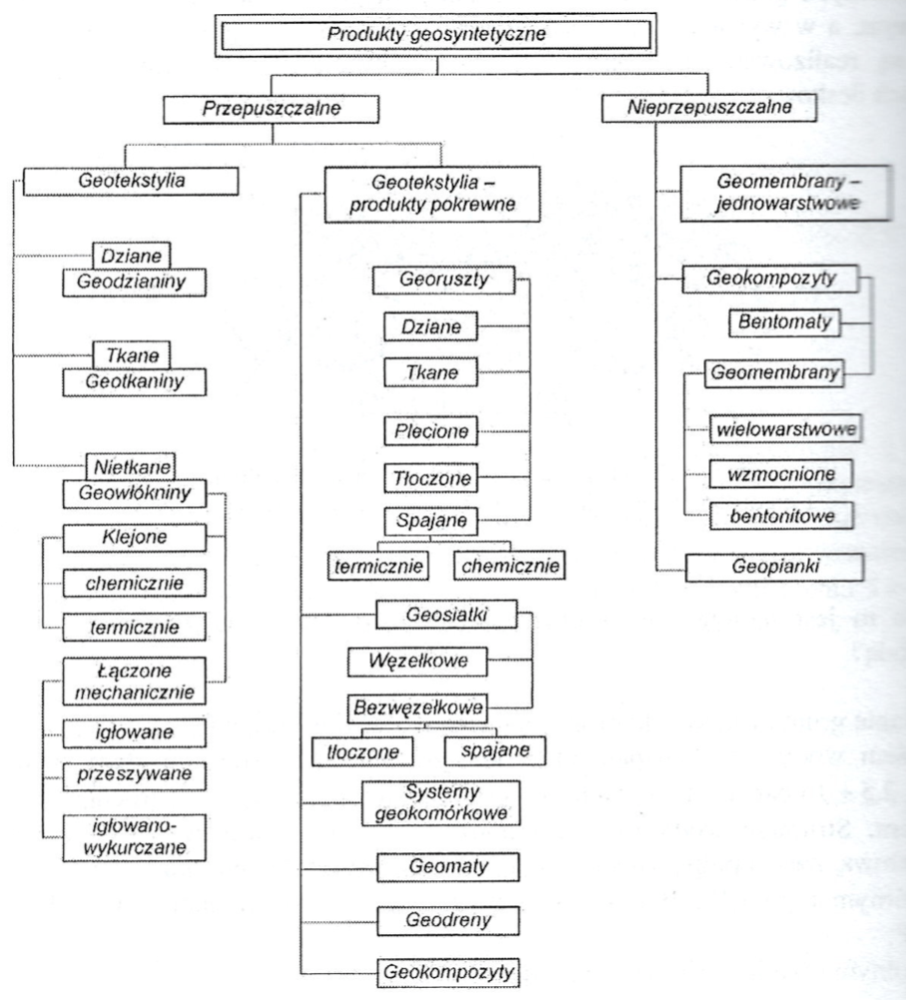 Produkty geosyntetyczne
Przepuszczalne
Nieprzepuszczalne
Geotekstylia
Dziane
Geodzianiny
Tkane
Geotkaniny
Nietkane
Geowłókniny
Klejone
chemicznie
termicznie
Łączone
mechanicznie
igłowane
przeszywane
igłowano-
wykurczane
Geotekstylia –
produkty pokrewne
Georuszty
Dziane
Tkane
Plecione
Tłoczone
Spajane
termicznie
chemicznie
Geosiatki
Węzełkowe
Bezwęzełkowe
tłoczone
spajane
Systemy
geokomórkowe
Geomaty
Geodreny
Geokompozyty
Geomembrany –
jednowarstwowe
Geokompozyty
Bentomaty
Geomembrany
wielowarstwowe
wzmocnione
bentonitowe
Geopianki